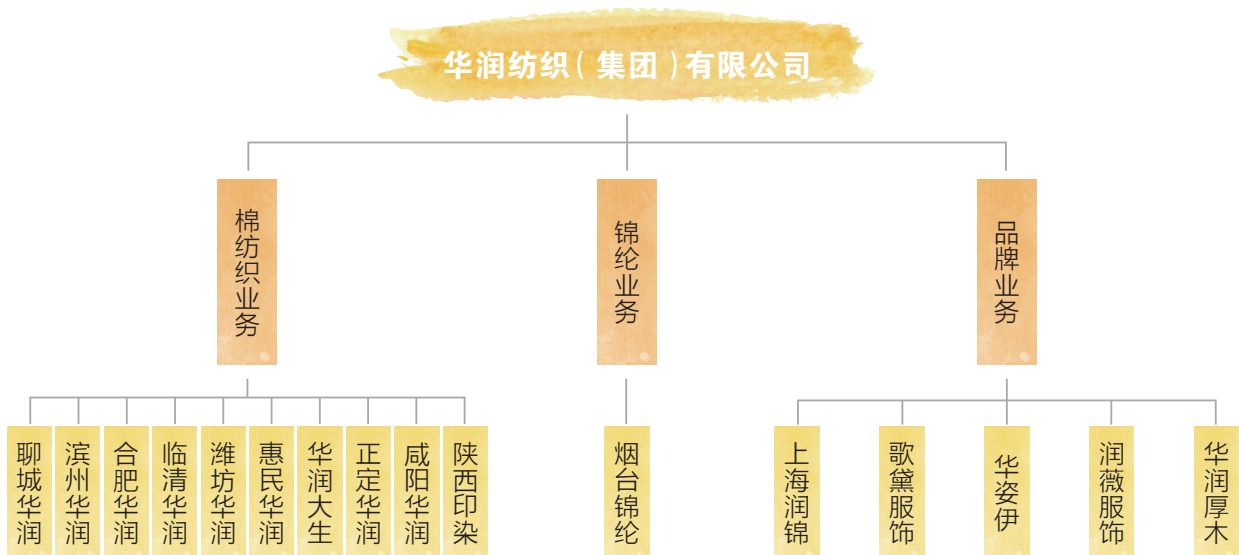 华润纺织(集团)有限公司
棉纺织业务
锦纶业务
品牌业务
聊城华润
滨州华润
合肥华润
临清华润
潍坊华润
惠民华润
华润大生
正定华润
咸阳华润
陕西印染
烟台锦纶
上海润锦
歌黛服饰
华姿伊
润薇服饰
华润厚木